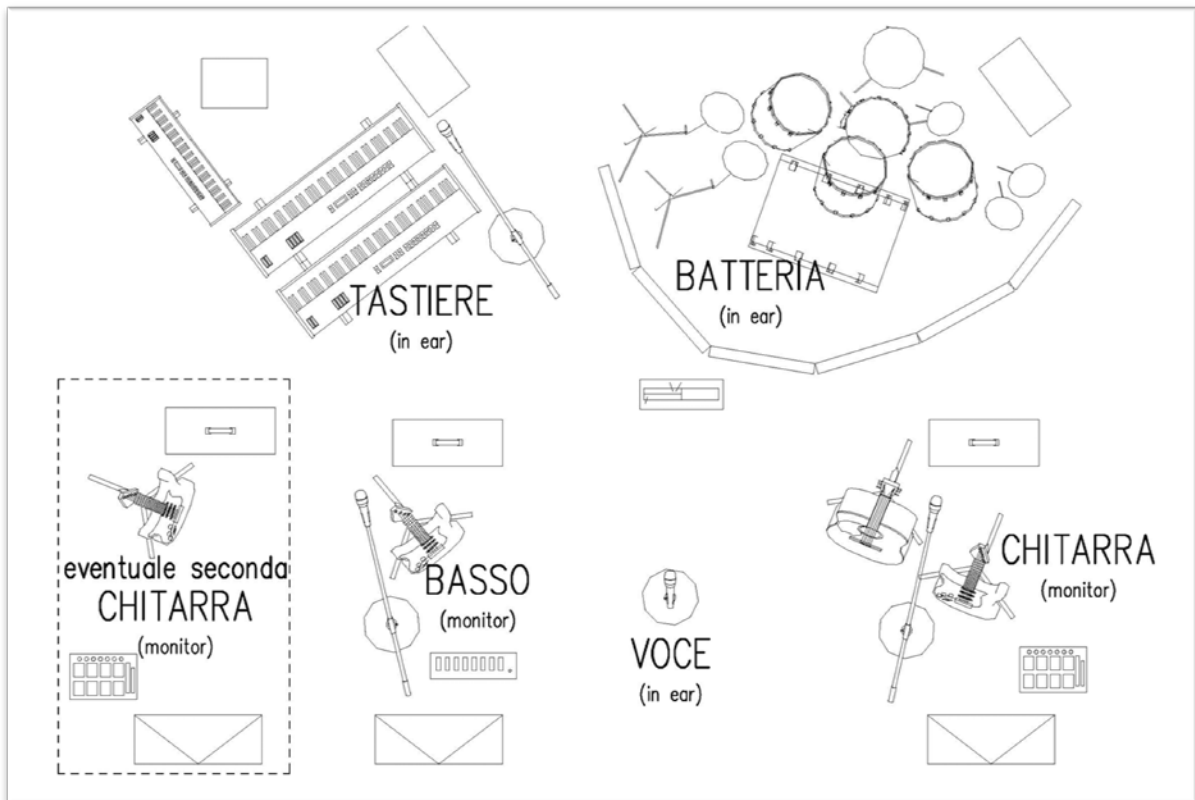 TASTIERE
(in ear)
BATTERIA
(in ear)
eventuale seconda
CHITARRA
(monitor)
BASSO
(monitor)
VOCE
(in ear)
CHITARRA
(monitor)